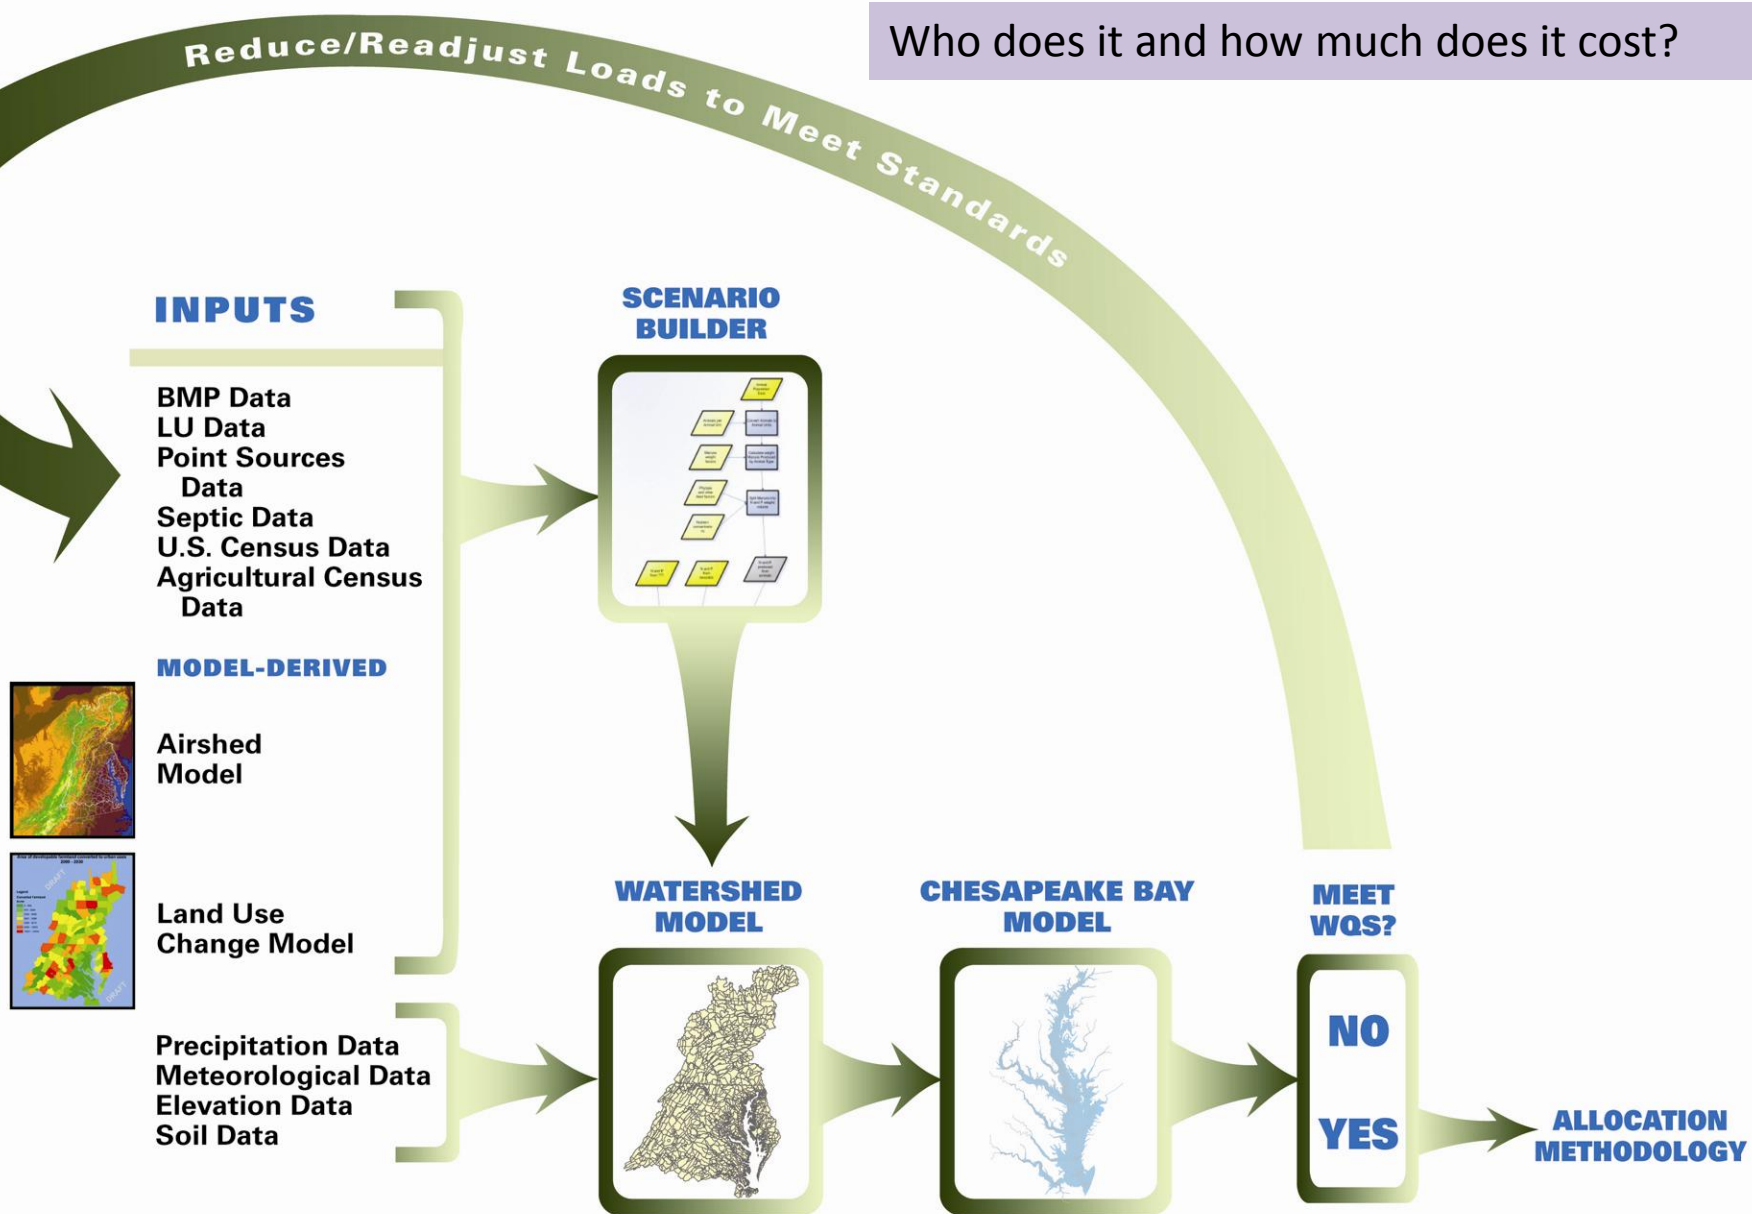 Who does it and how much does it cost?
Reduce/Readjust Loads to Meet Standards
INPUTS
BMP Data
LU Data
Point Sources
Data
Septic Data
U.S. Census Data
Agricultural Census
Data
MODEL-DERIVED
Airshed
Model
Land Use
Change Model
DRAFT
DRAFT
Precipitation Data
Meteorological Data
Elevation Data
Soil Data
SCENARIO
BUILDER
WATERSHED
MODEL
CHESAPEAKE BAY
MODEL
MEET
WQS?
NO
YES
ALLOCATION
METHODOLOGY